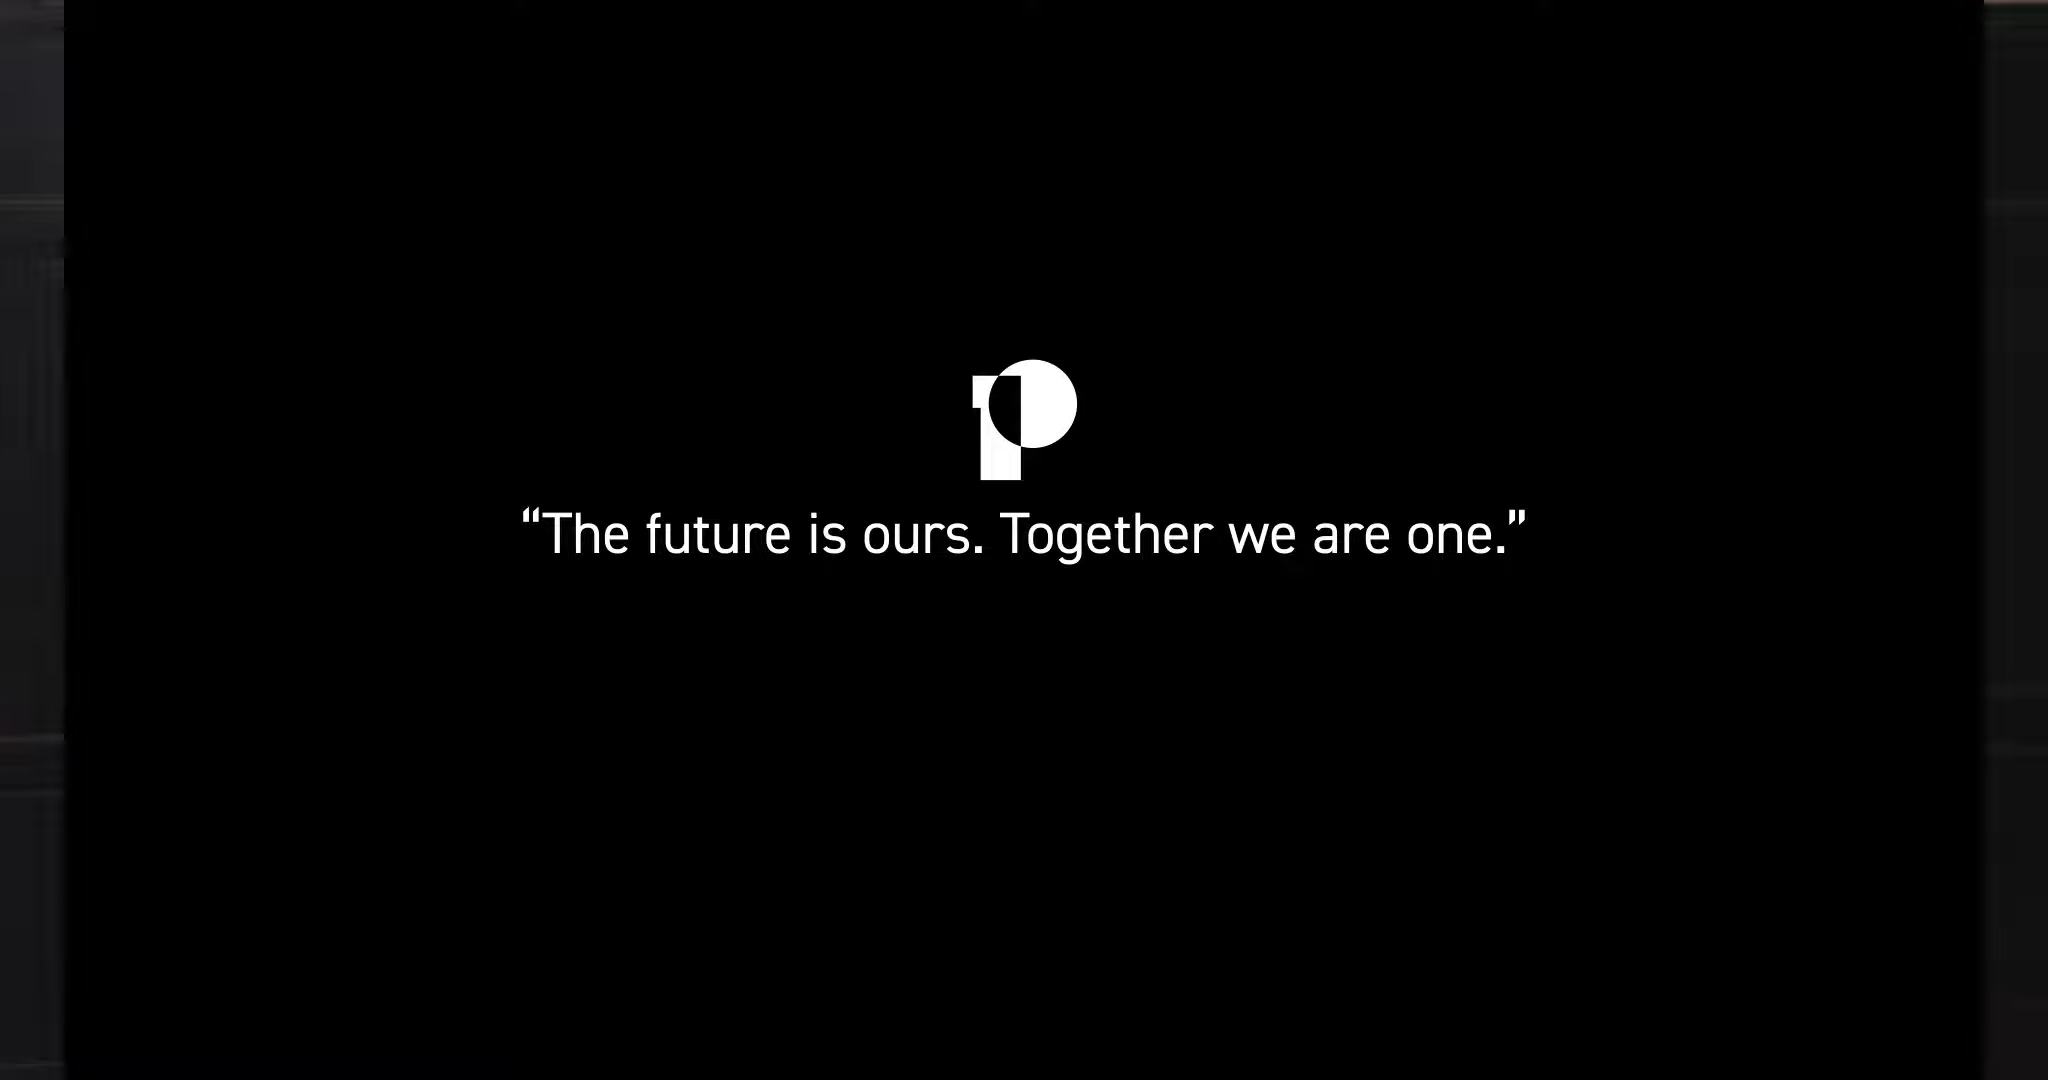 p
“The future is ours. Together we are one.”